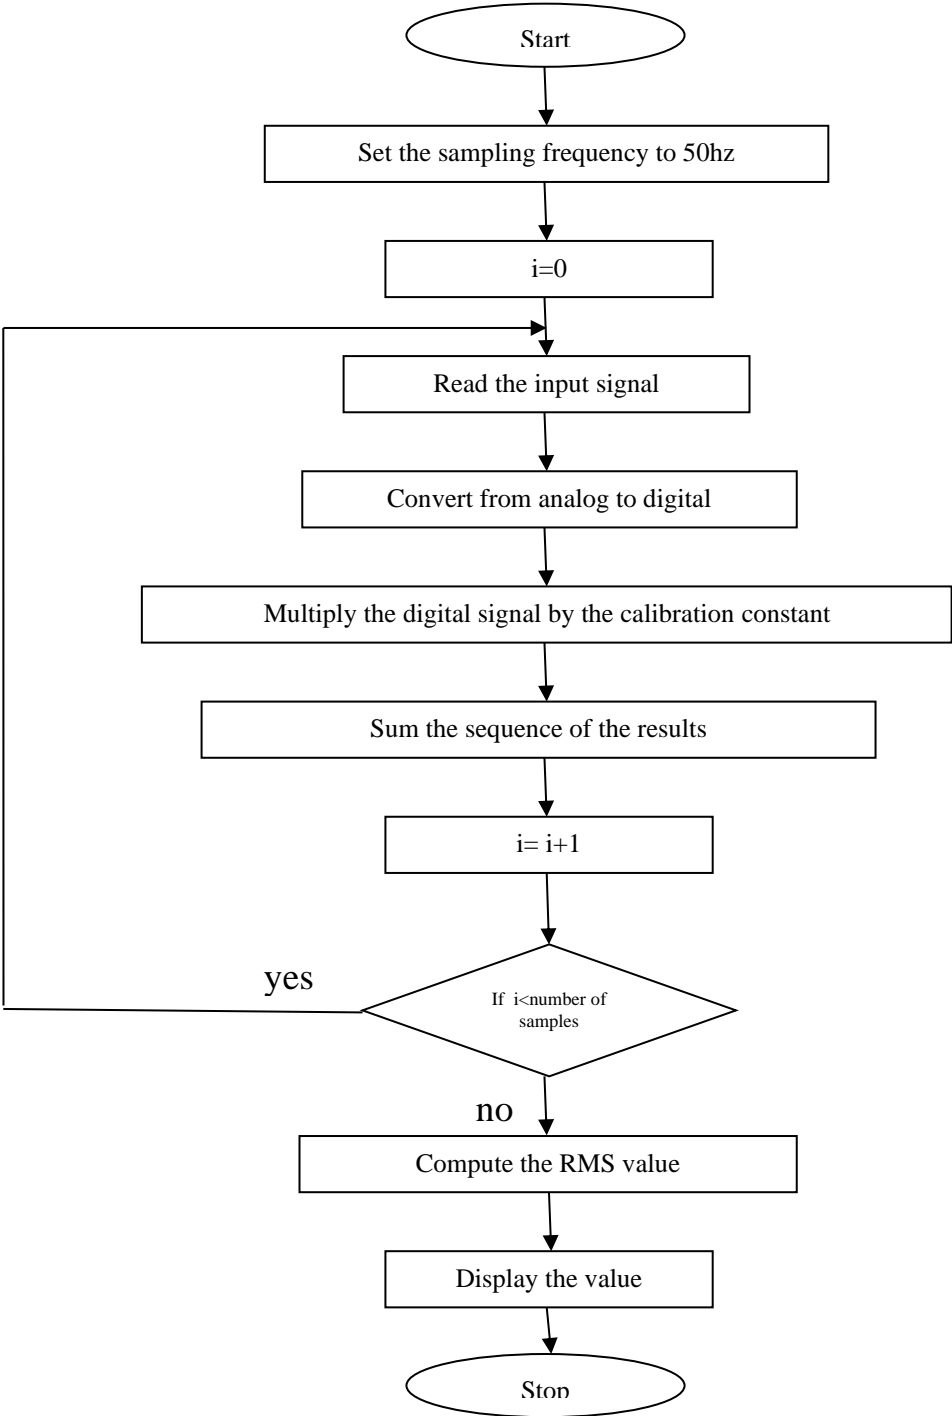 Start
Set the sampling frequency to 50hz
i=0
Read the input signal
Convert from analog to digital
Multiply the digital signal by the calibration constant
Sum the sequence of the results
i= i+1
yes
If i<number of
samples
no
Compute the RMS value
Display the value
Stop